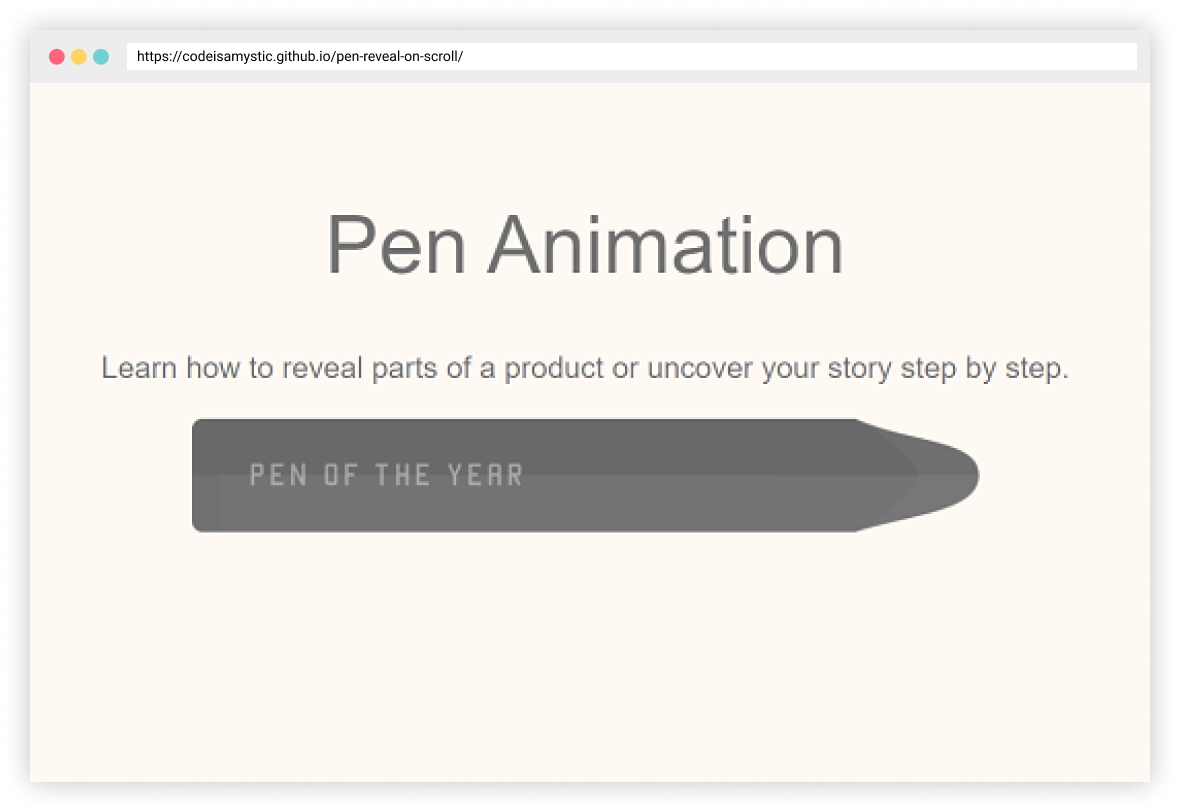 https://codeisamystic.github.io/pen-reveal-on-scroll/
Pen Animation
Learn how to reveal parts of a product or uncover your story step by step.
PEN OF THE YEAR